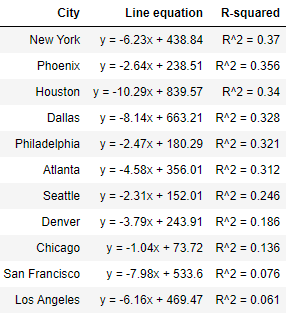 City Line equation R-squared
New York y = -6.23x + 438.84 R^2 = 0.37
Phoenix y = -2.64x + 238.51 R^2 = 0.356
Houston y = -10.29x + 839.57 R^2 = 0.34
Dallas y = -8.14x + 663.21 R^2 = 0.328
Philadelphia y = -2.47x + 180.29 R^2 = 0.321
Atlanta y = -4.58x + 356.01 R^2 = 0.312
Seattle y = -2.31x + 152.01 R^2 = 0.246
Denver y = -3.79x + 243.91 R^2 = 0.186
Chicago y = -1.04x + 73.72 R^2 = 0.136
San Francisco y = -7.98x + 533.6 R^2 = 0.076
Los Angeles y = -6.16x + 469.47 R^2 = 0.061